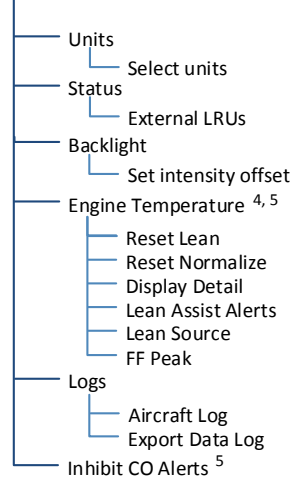 Units
Select units
Status
External LRUs
Backlight
Set intensity offset
Engine Temperature 4, 5
Reset Lean
Reset Normalize
Display Detail
Lean Assist Alerts
Lean Source
FF Peak
Logs
Aircraft Log
Export Data Log
Inhibit CO Alerts 5